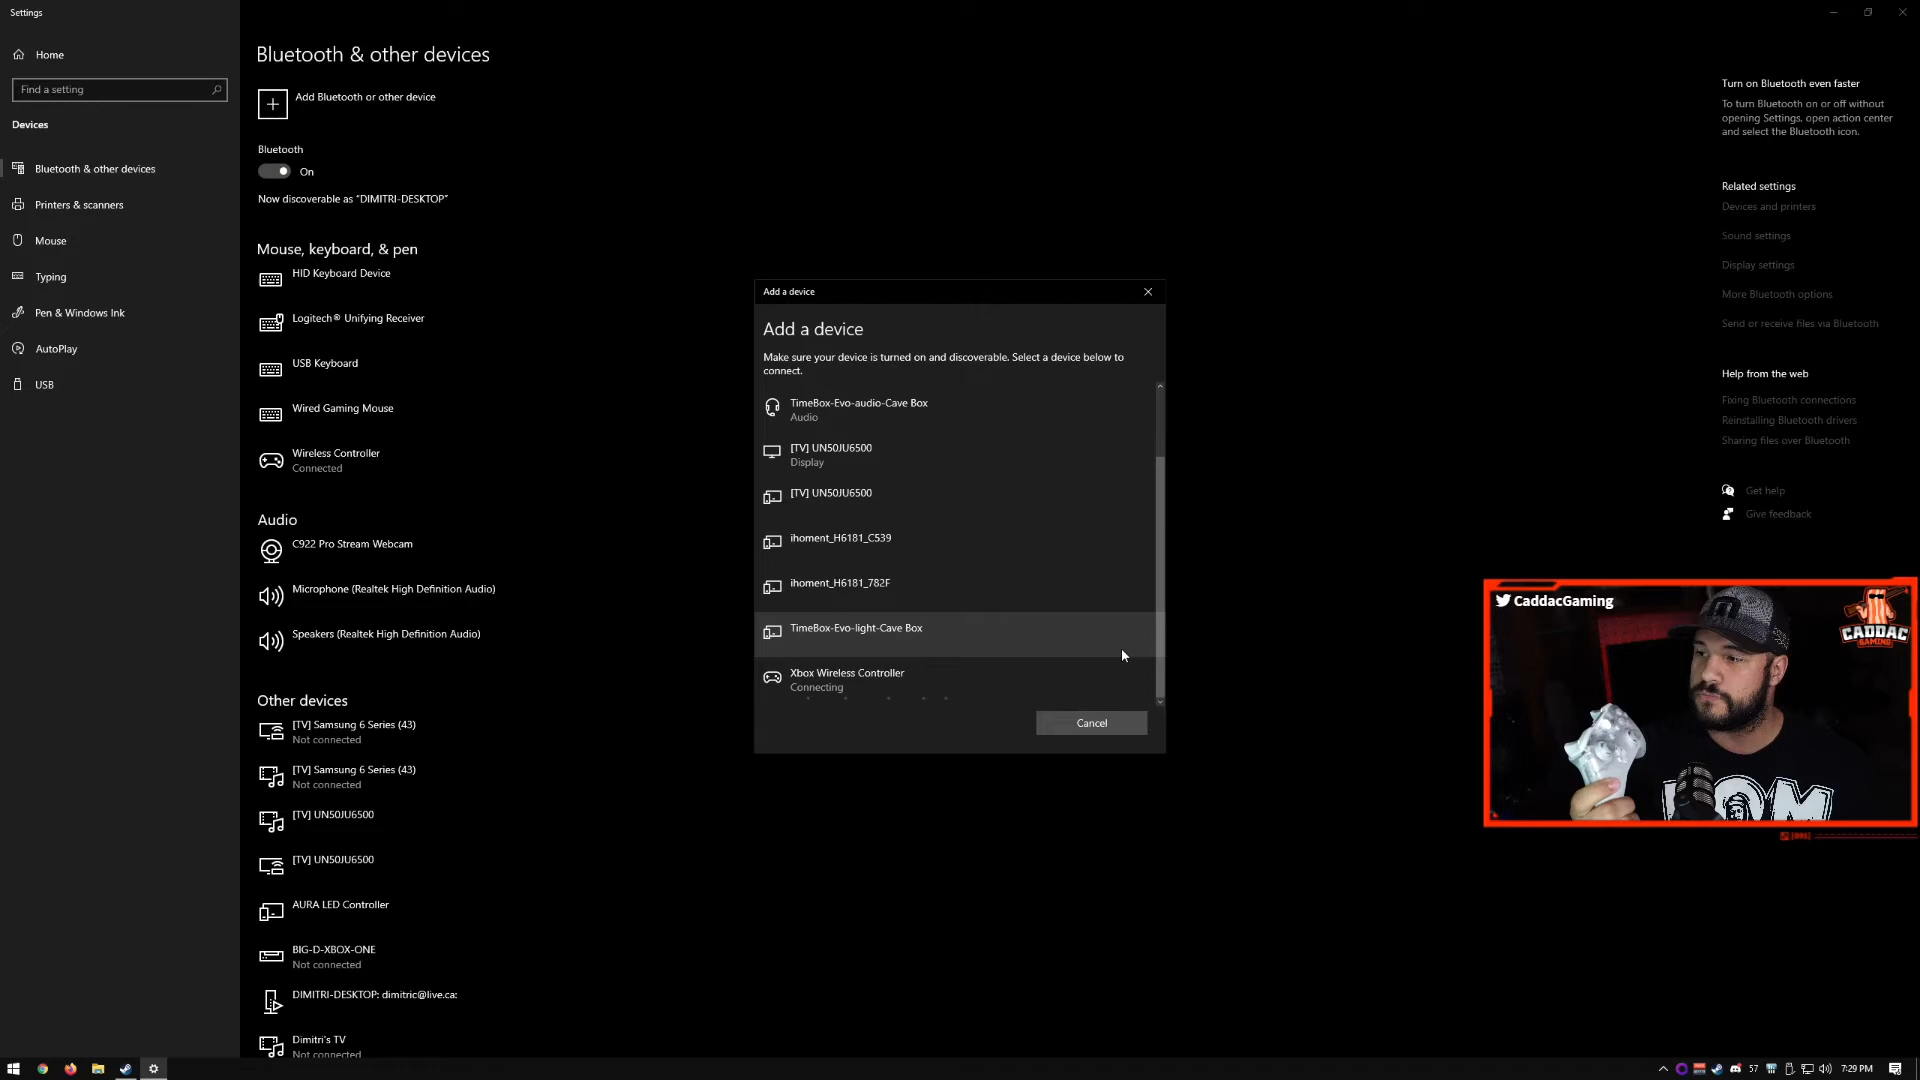 Settings
Home
Find a setting
Devices
Bluetooth & other devices
Printers & scanners
Mouse
Typing
Pen & Windows Ink
AutoPlay
USB
Bluetooth & other devices
Add Bluetooth or other device
Bluetooth
On
Now discoverable as "DIMITRI-DESKTOP"
Mouse, keyboard, & pen
HID Keyboard Device
Logitech® Unifying Receiver
USB Keyboard
Wired Gaming Mouse
Wireless Controller
Connected
Audio
C922 Pro Stream Webcam
Microphone (Realtek High Definition Audio)
Speakers (Realtek High Definition Audio)
Other devices
[TV] Samsung 6 Series (43)
Not connected
[TV] Samsung 6 Series (43)
Not connected
[TV] UN50JU6500
[TV] UN50JU6500
AURA LED Controller
BIG-D-XBOX-ONE
Not connected
DIMITRI-DESKTOP: dimitric@live.ca:
Dimitri's TV
Not connected
Add a device
Add a device
Make sure your device is turned on and discoverable. Select a device below to
connect.
TimeBox-Evo-audio-Cave Box
Audio
[TV] UN50JU6500
Display
[TV] UN50JU6500
ihoment_H6181_C539
ihoment_H6181_782F
TimeBox-Evo-light-Cave Box
Xbox Wireless Controller
Connecting
Cancel
Turn on Bluetooth even faster
To turn Bluetooth on or off without
opening Settings, open action center
and select the Bluetooth icon.
Related settings
Devices and printers
Sound settings
Display settings
More Bluetooth options
Send or receive files via Bluetooth
Help from the web
Fixing Bluetooth connections
Reinstalling Bluetooth drivers
Sharing files over Bluetooth
Get help
Give feedback
CaddacGaming
CADDAC
GAMING
57
7:29 PM